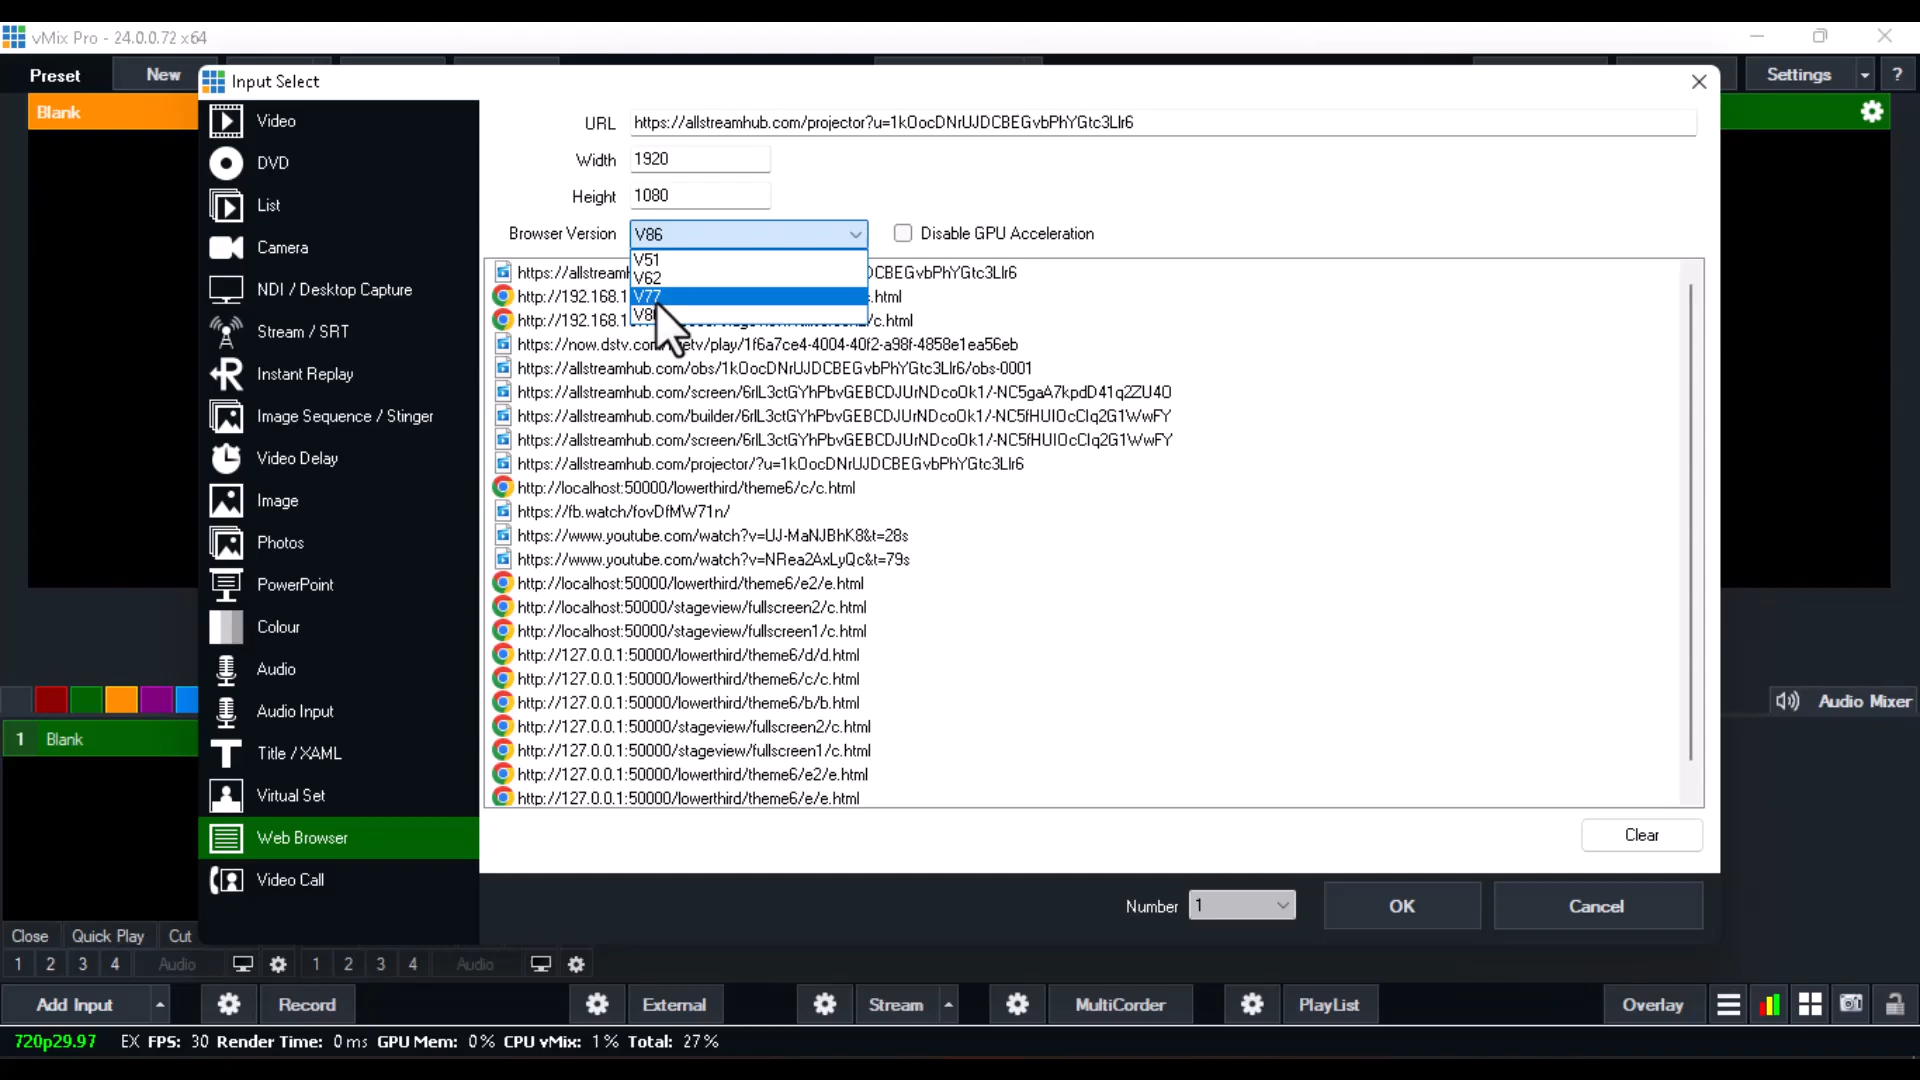 vMix Pro - 24.0.0.72 x64
Preset
New
Settings
?
Input Select
Blank
Video
DVD
List
Camera
NDI / Desktop Capture
Stream / SRT
Instant Replay
Image Sequence / Stinger
Video Delay
Image
Photos
PowerPoint
Colour
Audio
Audio Input
Title / XAML
Virtual Set
Web Browser
Video Call
URL https://allstreamhub.com/projector?u=1kOocDNrUJDCBEGvbPhYGtc3LIr6
Width 1920
Height 1080
Browser Version V86 Disable GPU Acceleration
V51
V62
V77
https://allstreamh DCBEGvbPhYGtc3LIr6
http://192.168.1 .html
http://192.168.1 /c.html
https://now.dstv.co etv/play/1f6a7ce4-4004-40f2-a98f-4858e1ea56eb
https://allstreamhub.com/obs/1kOocDNrUJDCBEGvbPhYGtc3LIr6/obs-0001
https://allstreamhub.com/screen/6rIL3ctGYhPbvGEBCDJUrNDcoOk1/-NC5gaA7kpdD41q2ZU4O
https://allstreamhub.com/builder/6rIL3ctGYhPbvGEBCDJUrNDcoOk1/-NC5fHUIOcCIq2G1WwFY
https://allstreamhub.com/screen/6rIL3ctGYhPbvGEBCDJUrNDcoOk1/-NC5fHUIOcCIq2G1WwFY
https://allstreamhub.com/projector/?u=1kOocDNrUJDCBEGvbPhYGtc3LIr6
http://localhost:50000/lowerthird/theme6/c/c.html
https://fb.watch/fovDfMW71n/
https://www.youtube.com/watch?v=UJ-MaNJBhK8&t=28s
https://www.youtube.com/watch?v=NRea2AxLyQc&t=79s
http://localhost:50000/lowerthird/theme6/e2/e.html
http://localhost:50000/stageview/fullscreen2/c.html
http://localhost:50000/stageview/fullscreen1/c.html
http://127.0.0.1:50000/lowerthird/theme6/d/d.html
http://127.0.0.1:50000/lowerthird/theme6/c/c.html
http://127.0.0.1:50000/lowerthird/theme6/b/b.html
http://127.0.0.1:50000/stageview/fullscreen2/c.html
http://127.0.0.1:50000/stageview/fullscreen1/c.html
http://127.0.0.1:50000/lowerthird/theme6/e2/e.html
http://127.0.0.1:50000/lowerthird/theme6/e/e.html
Clear
Number 1 OK Cancel
Audio Mixer
1 Blank
Close Quick Play Cut
1 2 3 4 Audio 1 2 3 4 Audio
Add Input Record External Stream MultiCorder PlayList Overlay
720p29.97 EX FPS: 30 Render Time: 0 ms GPU Mem: 0 % CPU vMix: 1 % Total: 27 %